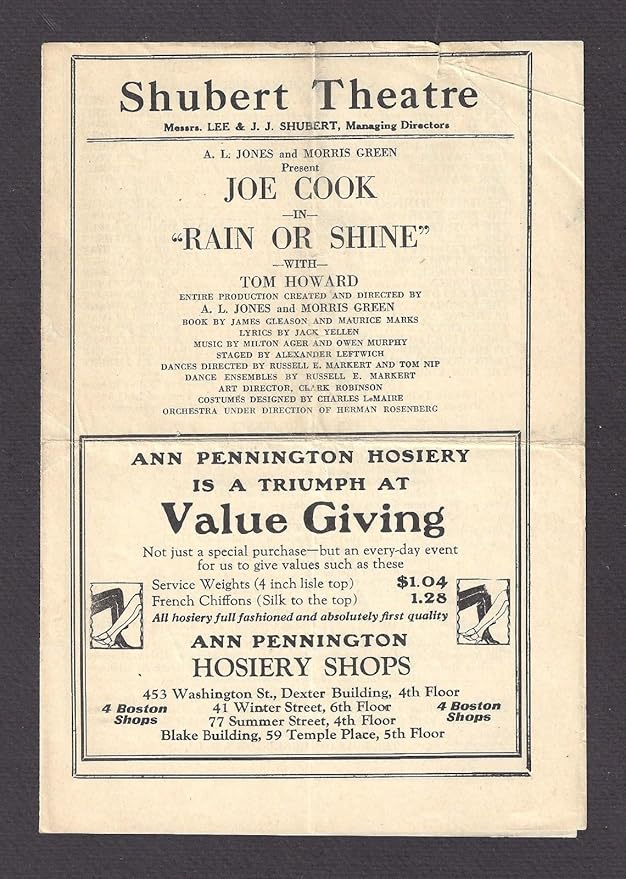 Shubert Theatre
Messrs. LEE & J. J. SHUBERT, Managing Directors
A. L. JONES and MORRIS GREEN
Present
JOE COOK
—IN—
“RAIN OR SHINE”
—WITH—
TOM HOWARD
ENTIRE PRODUCTION CREATED AND DIRECTED BY
A. L. JONES and MORRIS GREEN
BOOK BY JAMES GLEASON AND MAURICE MARKS
LYRICS BY JACK YELLEN
MUSIC BY MILTON AGER AND OWEN MURPHY
STAGED BY ALEXANDER LEFTWICH
DANCES DIRECTED BY RUSSELL E. MARKERT AND TOM NIP
DANCE ENSEMBLES BY RUSSELL E. MARKERT
ART DIRECTOR, CLARK ROBINSON
COSTUMES DESIGNED BY CHARLES LeMAIRE
ORCHESTRA UNDER DIRECTION OF HERMAN ROSENBERG
ANN PENNINGTON HOSIERY
IS A TRIUMPH AT
Value Giving
Not just a special purchase—but an every-day event
for us to give values such as these
Service Weights (4 inch lisle top) $1.04
French Chiffons (Silk to the top) 1.28
All hosiery full fashioned and absolutely first quality
ANN PENNINGTON
HOSIERY SHOPS
453 Washington St., Dexter Building, 4th Floor
4 Boston Shops
41 Winter Street, 6th Floor
77 Summer Street, 4th Floor
4 Boston Shops
Blake Building, 59 Temple Place, 5th Floor